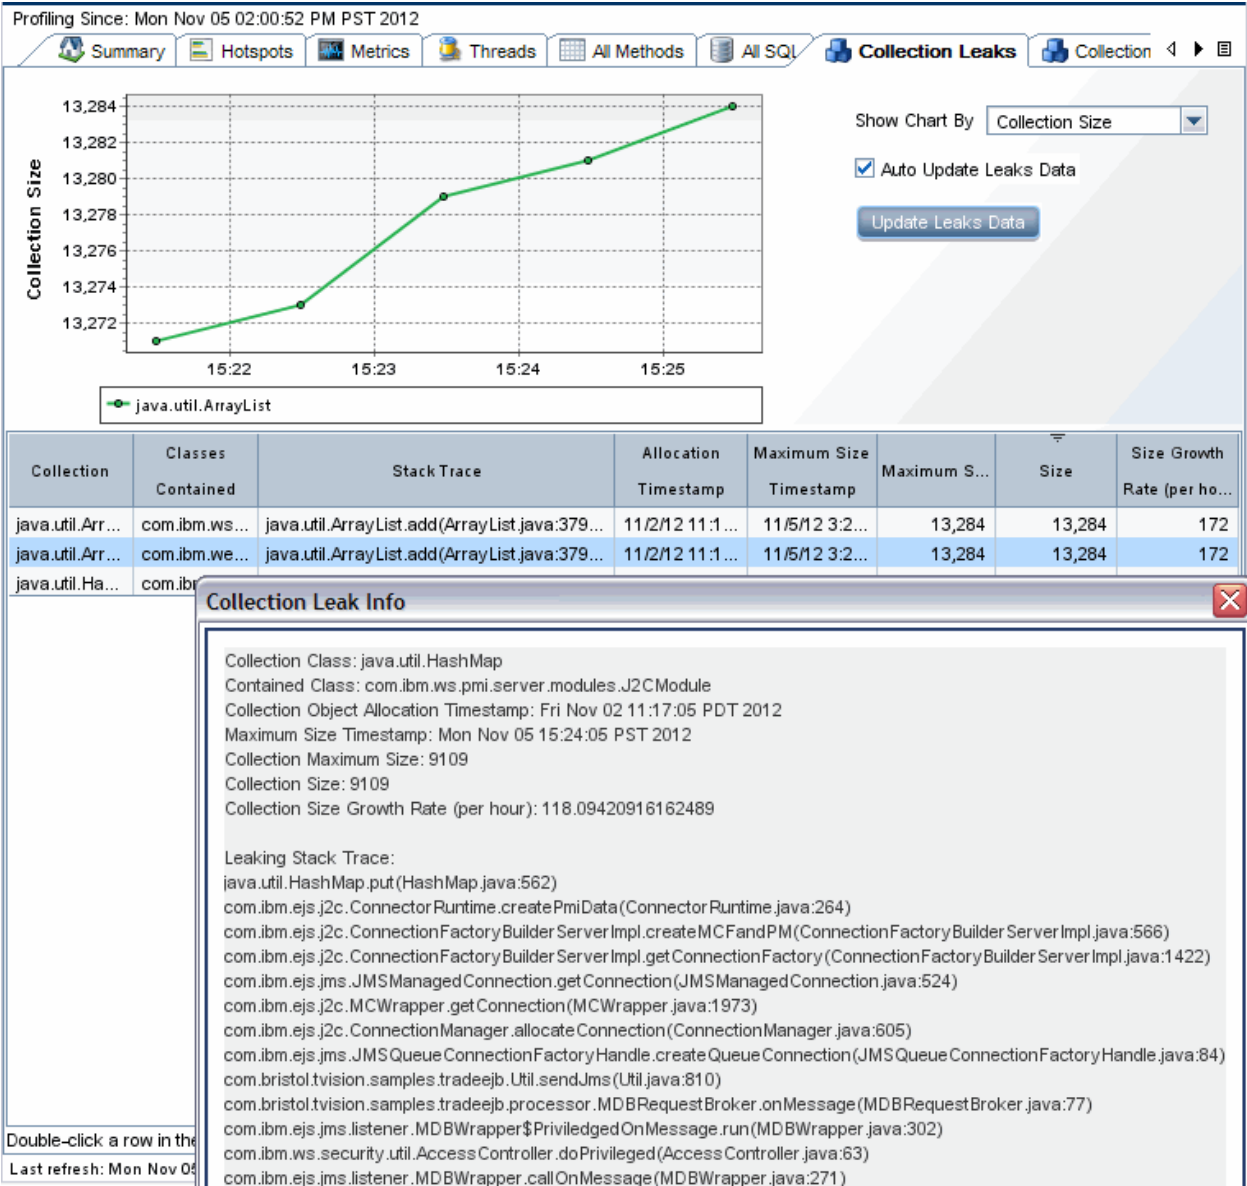 Profiling Since: Mon Nov 05 02:00:52 PM PST 2012
Summary Hotspots Metrics Threads All Methods All SQL Collection Leaks Collection
Collection Size
13,284
13,282
13,280
13,278
13,276
13,274
13,272
15:22 15:23 15:24 15:25
java.util.ArrayList
Show Chart By Collection Size
Auto Update Leaks Data
Update Leaks Data
Collection Classes Contained Stack Trace Allocation Timestamp Maximum Size Timestamp Maximum S... Size Size Growth Rate (per ho...
java.util.Arr... com.ibm.ws... java.util.ArrayList.add(ArrayList.java:379... 11/2/12 11:1... 11/5/12 3:2... 13,284 13,284 172
java.util.Arr... com.ibm.we... java.util.ArrayList.add(ArrayList.java:379... 11/2/12 11:1... 11/5/12 3:2... 13,284 13,284 172
java.util.Ha... com.ibr
Collection Leak Info
Collection Class: java.util.HashMap
Contained Class: com.ibm.ws.pmi.server.modules.J2CModule
Collection Object Allocation Timestamp: Fri Nov 02 11:17:05 PDT 2012
Maximum Size Timestamp: Mon Nov 05 15:24:05 PST 2012
Collection Maximum Size: 9109
Collection Size: 9109
Collection Size Growth Rate (per hour): 118.09420916162489
Leaking Stack Trace:
java.util.HashMap.put(HashMap.java:562)
com.ibm.ejs.j2c.ConnectorRuntime.createPmiData(ConnectorRuntime.java:264)
com.ibm.ejs.j2c.ConnectionFactoryBuilderServerImpl.createMCFandPM(ConnectionFactoryBuilderServerImpl.java:566)
com.ibm.ejs.j2c.ConnectionFactoryBuilderServerImpl.getConnectionFactory(ConnectionFactoryBuilderServerImpl.java:1422)
com.ibm.ejs.jms.JMSManagedConnection.getConnection(JMSManagedConnection.java:524)
com.ibm.ejs.j2c.MCWrapper.getConnection(MCWrapper.java:1973)
com.ibm.ejs.j2c.ConnectionManager.allocateConnection(ConnectionManager.java:605)
com.ibm.ejs.jms.JMSQueueConnectionFactoryHandle.createQueueConnection(JMSQueueConnectionFactoryHandle.java:84)
com.bristol.tvision.samples.tradeejb.Util.sendJms(Util.java:810)
com.bristol.tvision.samples.tradeejb.processor.MDBRequestBroker.onMessage(MDBRequestBroker.java:77)
com.ibm.ejs.jms.listener.MDBWrapper$PriviledgedOnMessage.run(MDBWrapper.java:302)
com.ibm.ws.security.util.AccessController.doPrivileged(AccessController.java:63)
com.ibm.ejs.jms.listener.MDBWrapper.callOnMessage(MDBWrapper.java:271)
Double-click a row in the
Last refresh: Mon Nov 05